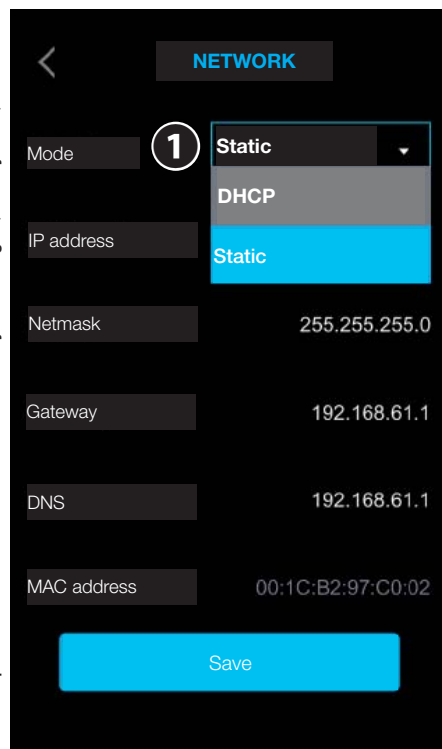 NETWORK
Mode 1 Static
DHCP
IP address
Static
Netmask 255.255.255.0
Gateway 192.168.61.1
DNS 192.168.61.1
MAC address 00:1C:B2:97:C0:02
Save